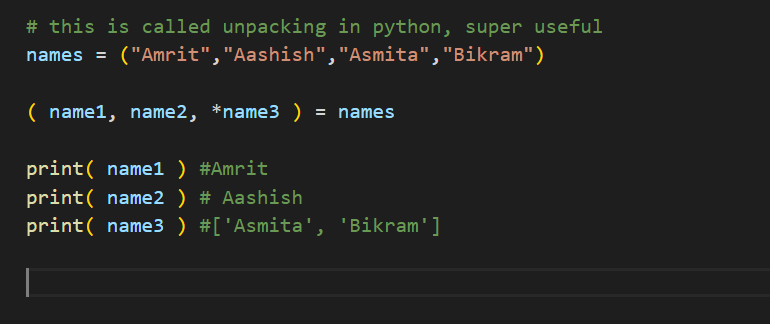 # this is called unpacking in python, super useful
names = ("Amrit","Aashish","Asmita","Bikram")
( name1, name2, *name3 ) = names
print( name1 ) #Amrit
print( name2 ) # Aashish
print( name3 ) #['Asmita', 'Bikram']